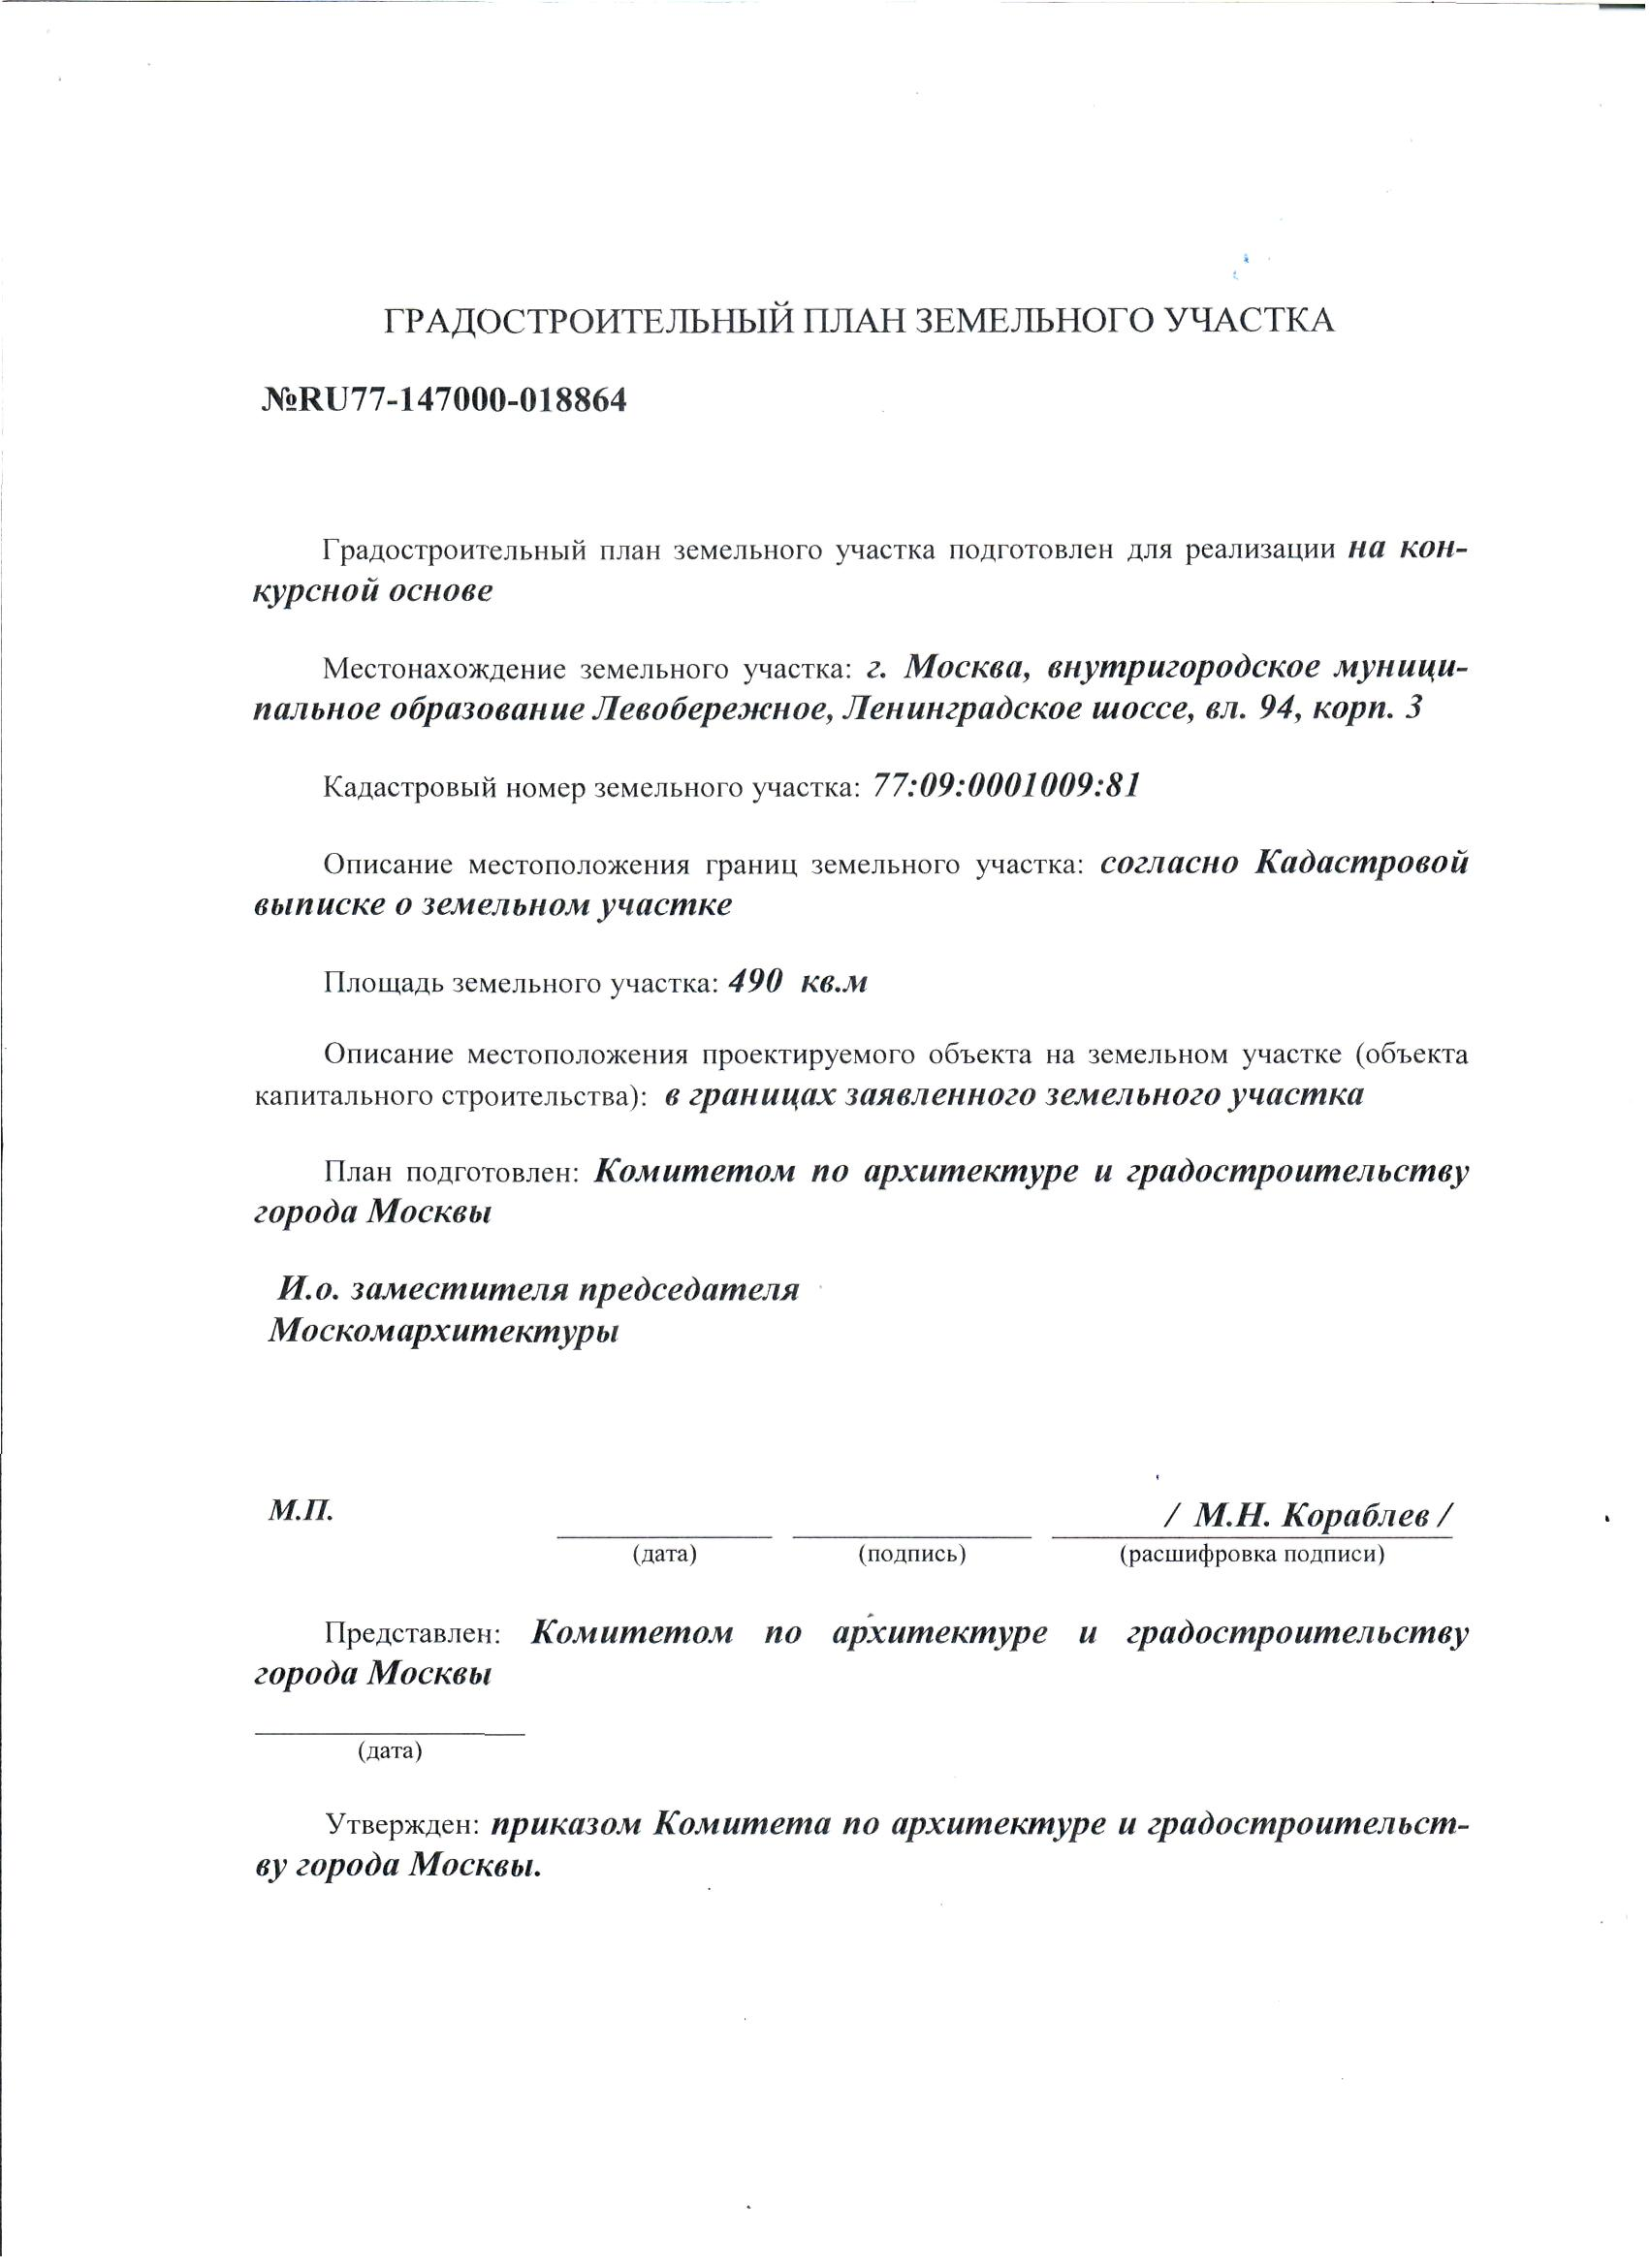 ГРАДОСТРОИТЕЛЬНЫЙ ПЛАН ЗЕМЕЛЬНОГО УЧАСТКА
№RU77-147000-018864
Градостроительный план земельного участка подготовлен для реализации на кон-
курсной основе
Местонахождение земельного участка: г. Москва, внутригородское муници-
пальное образование Левобережное, Ленинградское шоссе, вл. 94, корп. 3
Кадастровый номер земельного участка: 77:09:0001009:81
Описание местоположения границ земельного участка: согласно Кадастровой
выписке о земельном участке
Площадь земельного участка: 490 кв.м
Описание местоположения проектируемого объекта на земельном участке (объекта
капитального строительства): в границах заявленного земельного участка
План подготовлен: Комитетом по архитектуре и градостроительству
города Москвы
И.о. заместителя председателя
Москомархитектуры
М.П. / М.Н. Кораблев /
(дата) (подпись) (расшифровка подписи)
Представлен: Комитетом по архитектуре и градостроительству
города Москвы
(дата)
Утвержден: приказом Комитета по архитектуре и градостроительст-
ву города Москвы.